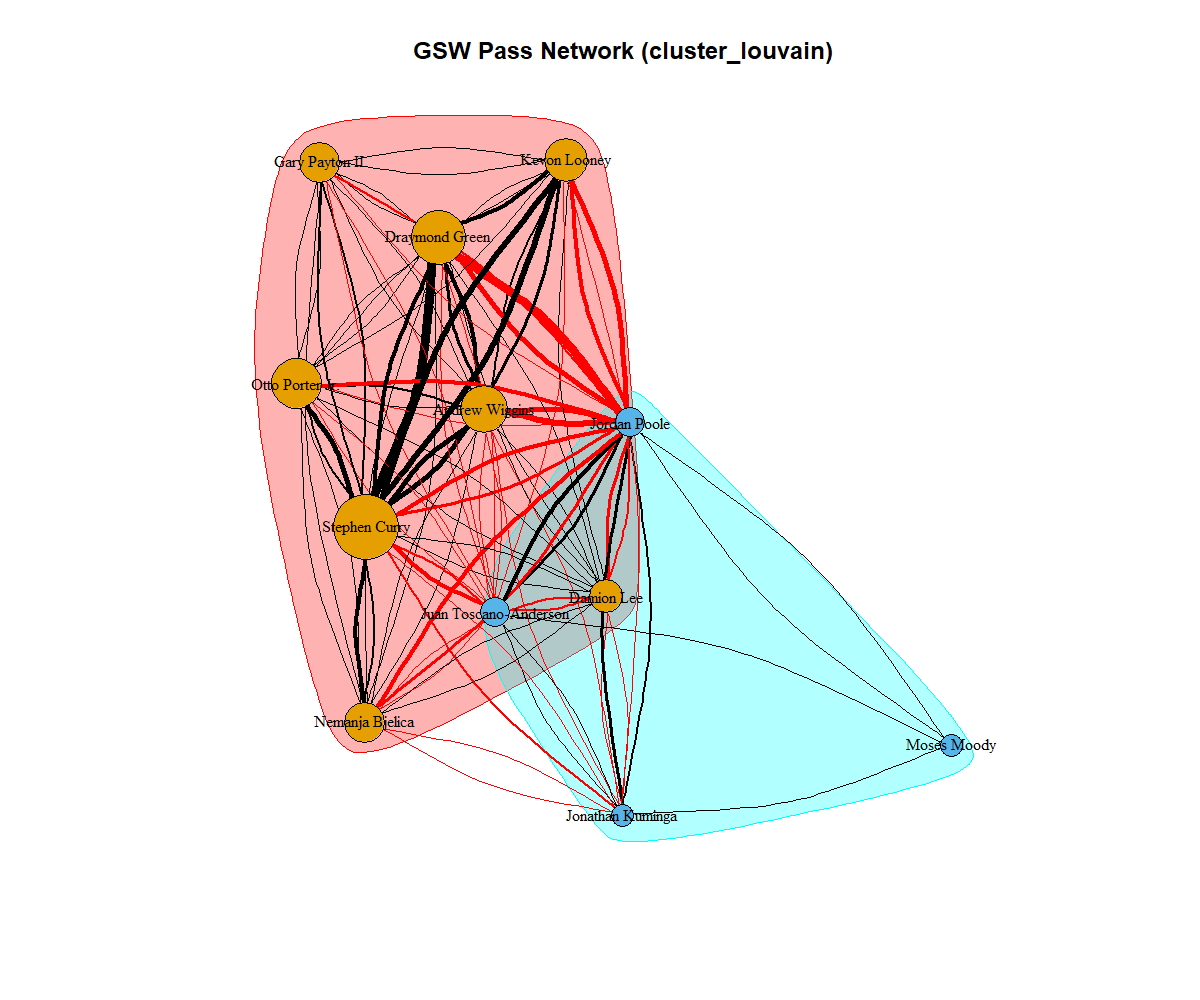 GSW Pass Network (cluster_louvain)
Gary Payton II
Kevon Looney
Draymond Green
Otto Porter Jr.
Andrew Wiggins
Jordan Poole
Stephen Curry
Damion Lee
Juan Toscano-Anderson
Nemanja Bjelica
Moses Moody
Jonathan Kuminga